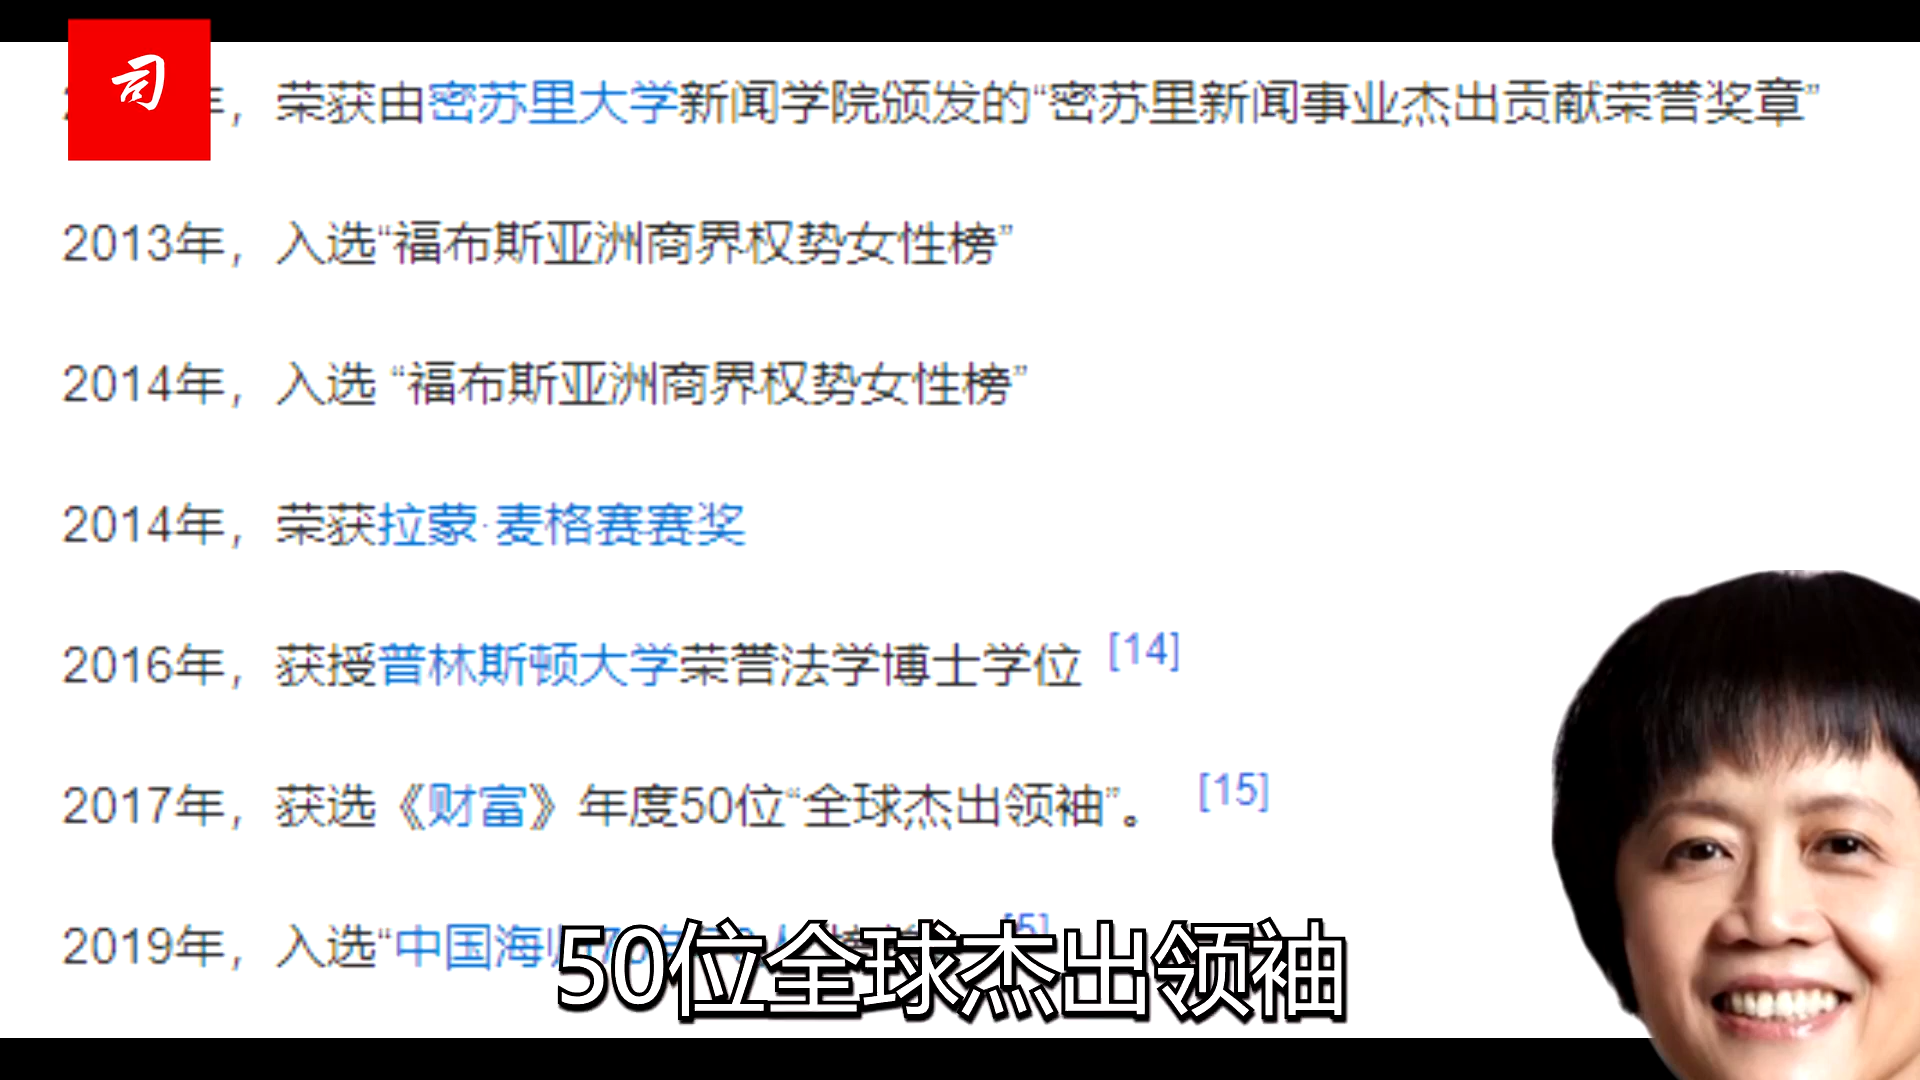 司
年，荣获由密苏里大学新闻学院颁发的“密苏里新闻事业杰出贡献荣誉奖章”
2013年，入选“福布斯亚洲商界权势女性榜”
2014年，入选 “福布斯亚洲商界权势女性榜”
2014年，荣获拉蒙·麦格赛赛奖
2016年，获授普林斯顿大学荣誉法学博士学位 [14]
2017年，获选《财富》年度50位“全球杰出领袖”。 [15]
2019年，入选“中国海 [5]
50位全球杰出领袖